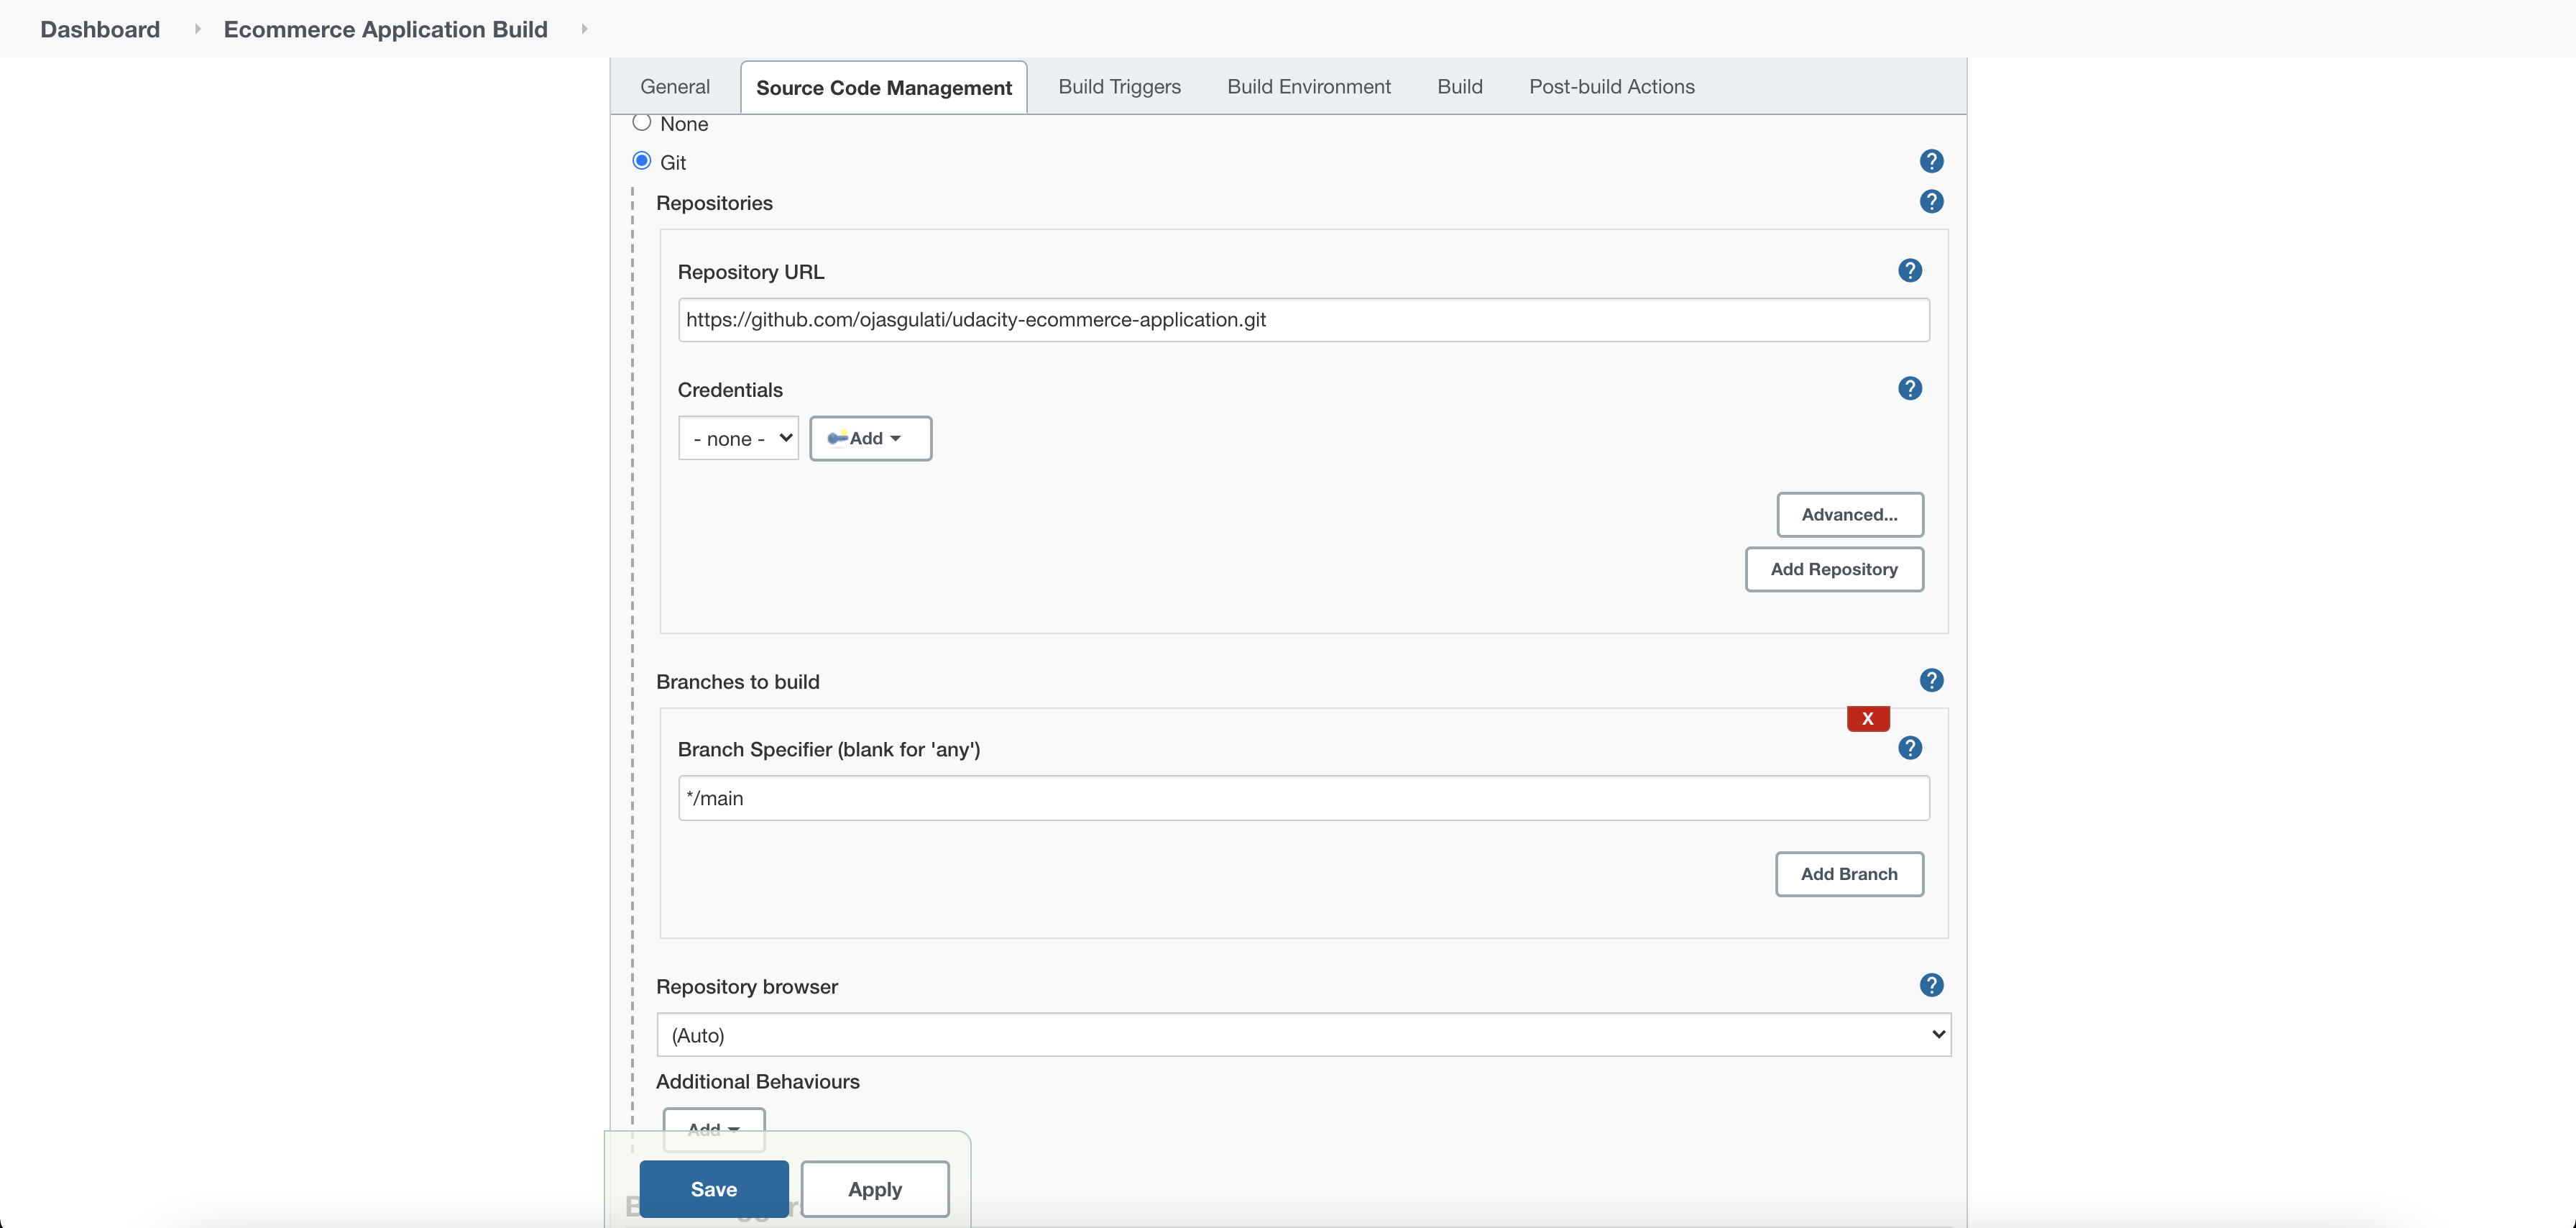 Dashboard Ecommerce Application Build
General Source Code Management Build Triggers Build Environment Build Post-build Actions
None
Git
?
Repositories
?
Repository URL
?
https://github.com/ojasgulati/udacity-ecommerce-application.git
Credentials
?
- none - Add
Advanced...
Add Repository
Branches to build
?
X
Branch Specifier (blank for 'any')
?
*/main
Add Branch
Repository browser
?
(Auto)
Additional Behaviours
Add
Save Apply